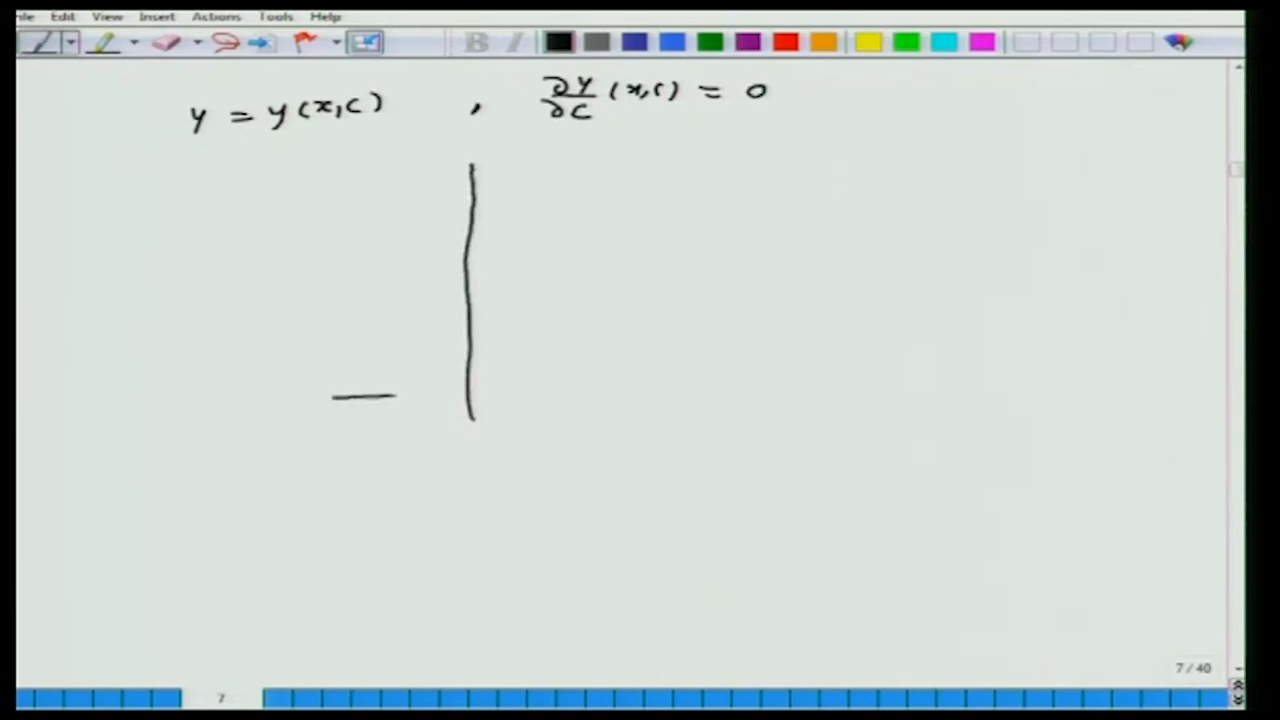 File Edit View Insert Actions Tools Help
B I
y = y(x,c) , ∂y/∂c (x,c) = 0
7 / 40
7